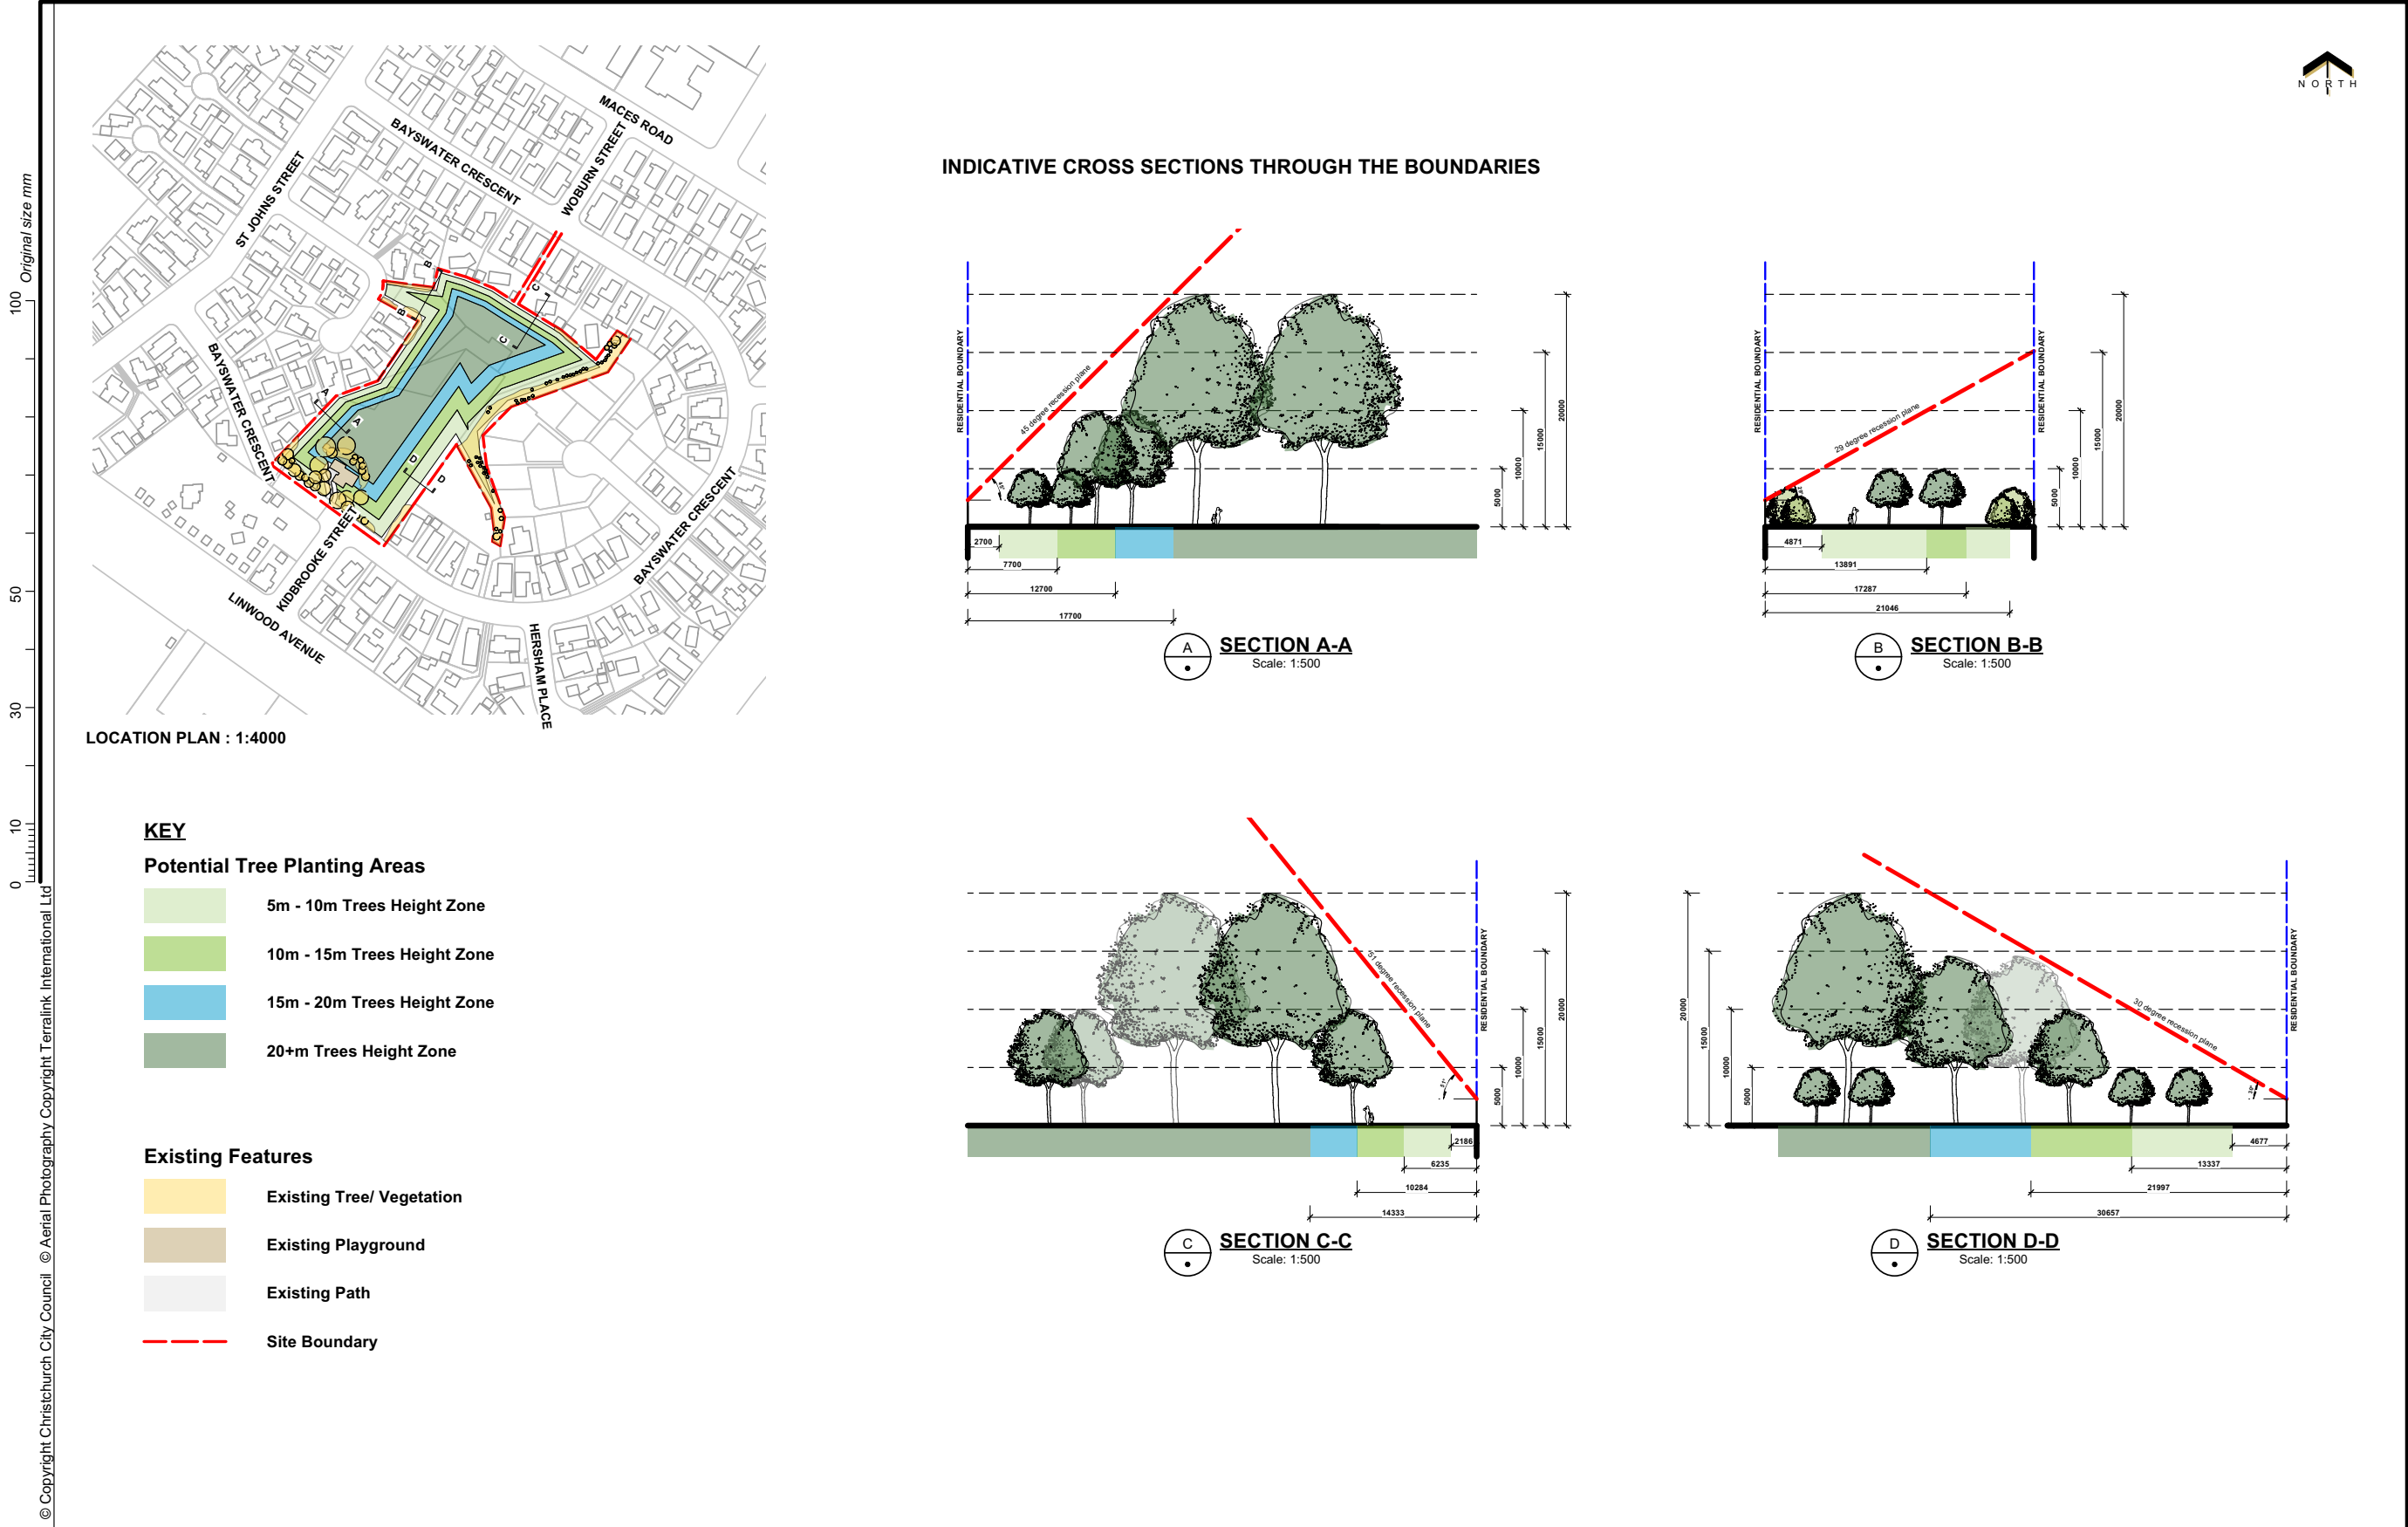 NORTH
Original size mm
100
50
30
10
0
© Copyright Christchurch City Council © Aerial Photography Copyright Terralink International Ltd
MACES ROAD
BAYSWATER CRESCENT
WOBURN STREET
ST JOHNS STREET
B
B
C
C
A
A
D
D
BAYSWATER CRESCENT
BAYSWATER CRESCENT
KIDBROOKE STREET
LINWOOD AVENUE
HERSHAM PLACE
LOCATION PLAN : 1:4000
INDICATIVE CROSS SECTIONS THROUGH THE BOUNDARIES
RESIDENTIAL BOUNDARY
45 degree recession plane
45°
5000
10000
15000
20000
2700
7700
12700
17700
A
SECTION A-A
Scale: 1:500
RESIDENTIAL BOUNDARY
29 degree recession plane
RESIDENTIAL BOUNDARY
5000
10000
15000
20000
4871
13891
17287
21046
B
SECTION B-B
Scale: 1:500
KEY
Potential Tree Planting Areas
5m - 10m Trees Height Zone
10m - 15m Trees Height Zone
15m - 20m Trees Height Zone
20+m Trees Height Zone
Existing Features
Existing Tree/ Vegetation
Existing Playground
Existing Path
Site Boundary
51 degree recession plane
51°
RESIDENTIAL BOUNDARY
5000
10000
15000
20000
2186
6235
10284
14333
C
SECTION C-C
Scale: 1:500
20000
15000
10000
5000
30 degree recession plane
30°
RESIDENTIAL BOUNDARY
4677
13337
21997
30657
D
SECTION D-D
Scale: 1:500